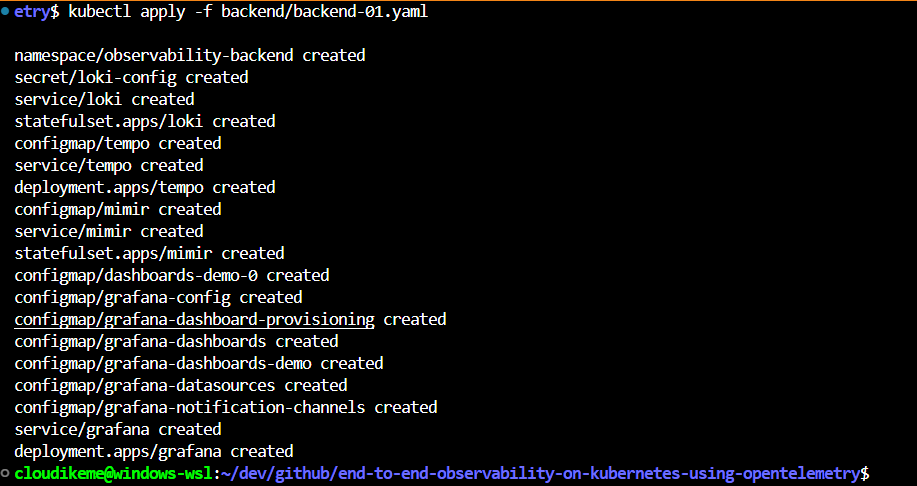 etry$ kubectl apply -f backend/backend-01.yaml
namespace/observability-backend created
secret/loki-config created
service/loki created
statefulset.apps/loki created
configmap/tempo created
service/tempo created
deployment.apps/tempo created
configmap/mimir created
service/mimir created
statefulset.apps/mimir created
configmap/dashboards-demo-0 created
configmap/grafana-config created
configmap/grafana-dashboard-provisioning created
configmap/grafana-dashboards created
configmap/grafana-dashboards-demo created
configmap/grafana-datasources created
configmap/grafana-notification-channels created
service/grafana created
deployment.apps/grafana created
cloudikeme@windows-wsl:~/dev/github/end-to-end-observability-on-kubernetes-using-opentelemetry$